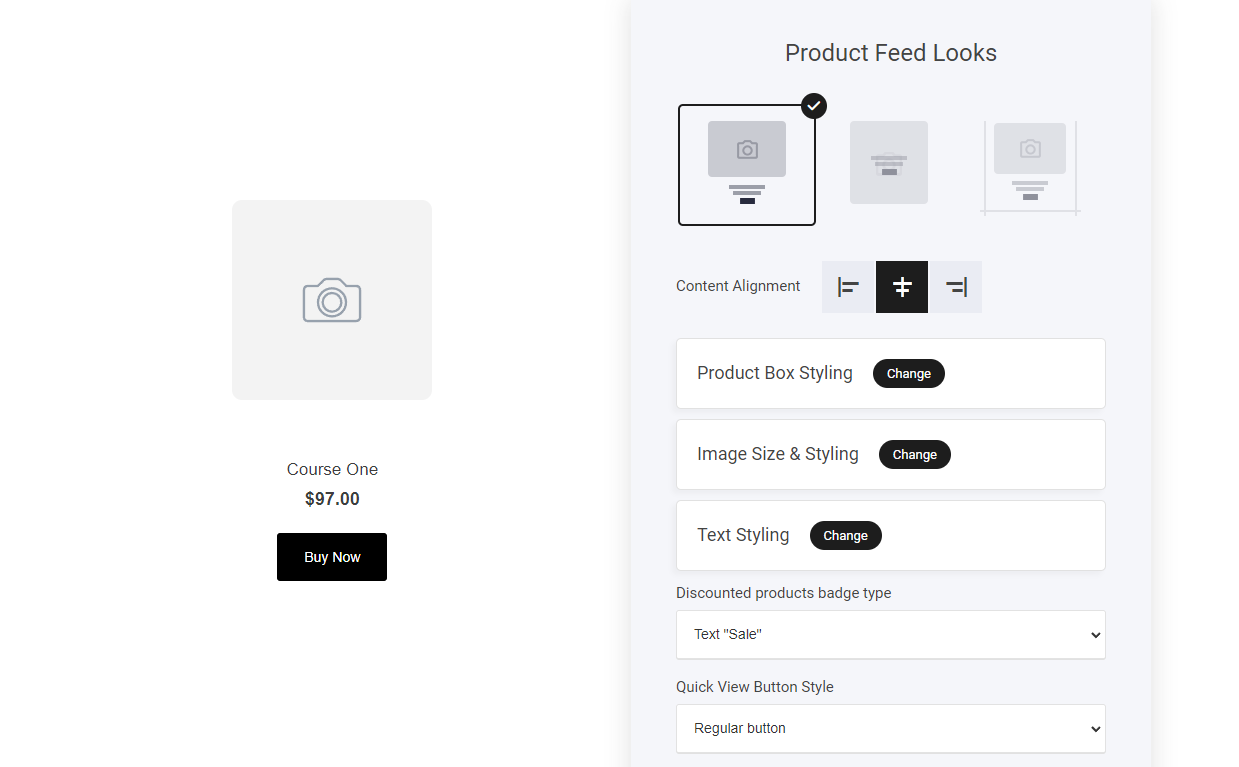 Course One
$97.00
Buy Now
Product Feed Looks
Content Alignment
Product Box Styling Change
Image Size & Styling Change
Text Styling Change
Discounted products badge type
Text "Sale"
Quick View Button Style
Regular button